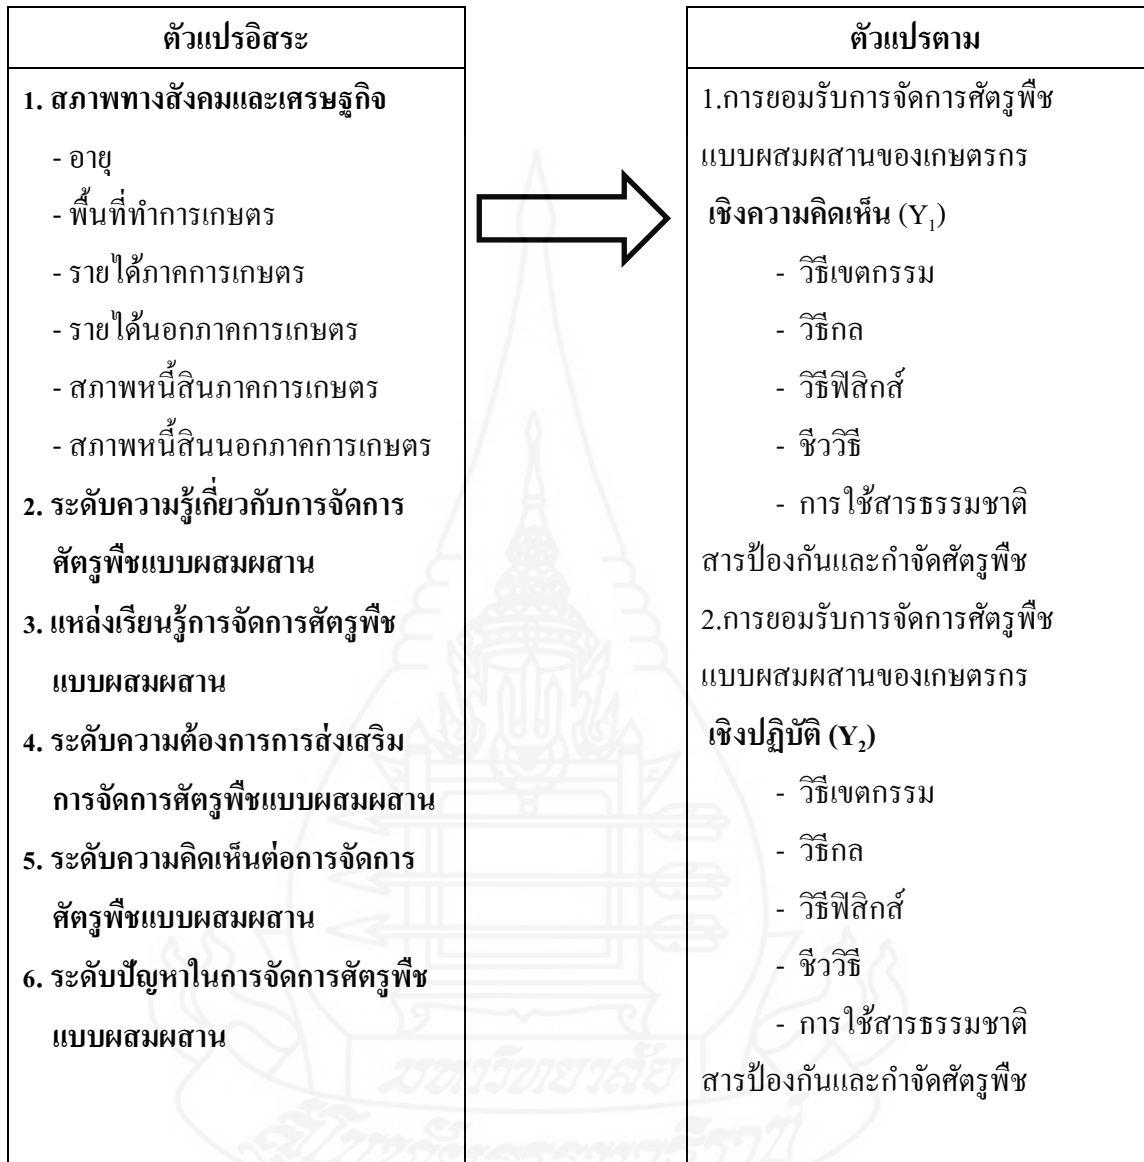 ตัวแปรอิสระ
1. สภาพทางสังคมและเศรษฐกิจ
- อายุ
- พื้นที่ทำการเกษตร
- รายได้ภาคการเกษตร
- รายได้นอกภาคการเกษตร
- สภาพหนี้สินภาคการเกษตร
- สภาพหนี้สินนอกภาคการเกษตร
2. ระดับความรู้เกี่ยวกับการจัดการ
ศัตรูพืชแบบผสมผสาน
3. แหล่งเรียนรู้การจัดการศัตรูพืช
แบบผสมผสาน
4. ระดับความต้องการการส่งเสริม
การจัดการศัตรูพืชแบบผสมผสาน
5. ระดับความคิดเห็นต่อการจัดการ
ศัตรูพืชแบบผสมผสาน
6. ระดับปัญหาในการจัดการศัตรูพืช
แบบผสมผสาน
ตัวแปรตาม
1.การยอมรับการจัดการศัตรูพืช
แบบผสมผสานของเกษตรกร
เชิงความคิดเห็น (Y₁)
- วิธีเขตกรรม
- วิธีกล
- วิธีฟิสิกส์
- ชีววิธี
- การใช้สารธรรมชาติ
สารป้องกันและกำจัดศัตรูพืช
2.การยอมรับการจัดการศัตรูพืช
แบบผสมผสานของเกษตรกร
เชิงปฏิบัติ (Y₂)
- วิธีเขตกรรม
- วิธีกล
- วิธีฟิสิกส์
- ชีววิธี
- การใช้สารธรรมชาติ
สารป้องกันและกำจัดศัตรูพืช
มหาวิทยาลัย
สุโขทัยธรรมาธิราช